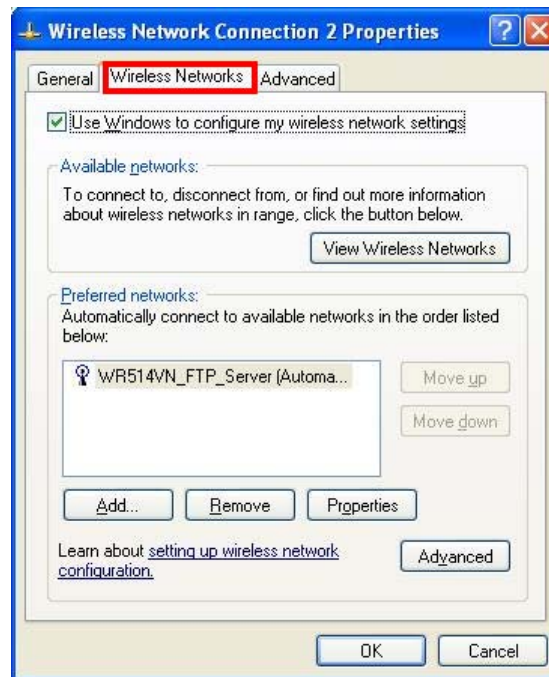 Wireless Network Connection 2 Properties
General Wireless Networks Advanced
Use Windows to configure my wireless network settings
Available networks:
To connect to, disconnect from, or find out more information
about wireless networks in range, click the button below.
View Wireless Networks
Preferred networks:
Automatically connect to available networks in the order listed
below:
WR514VN_FTP_Server (Automa...
Move up
Move down
Add... Remove Properties
Learn about setting up wireless network
configuration.
Advanced
OK Cancel